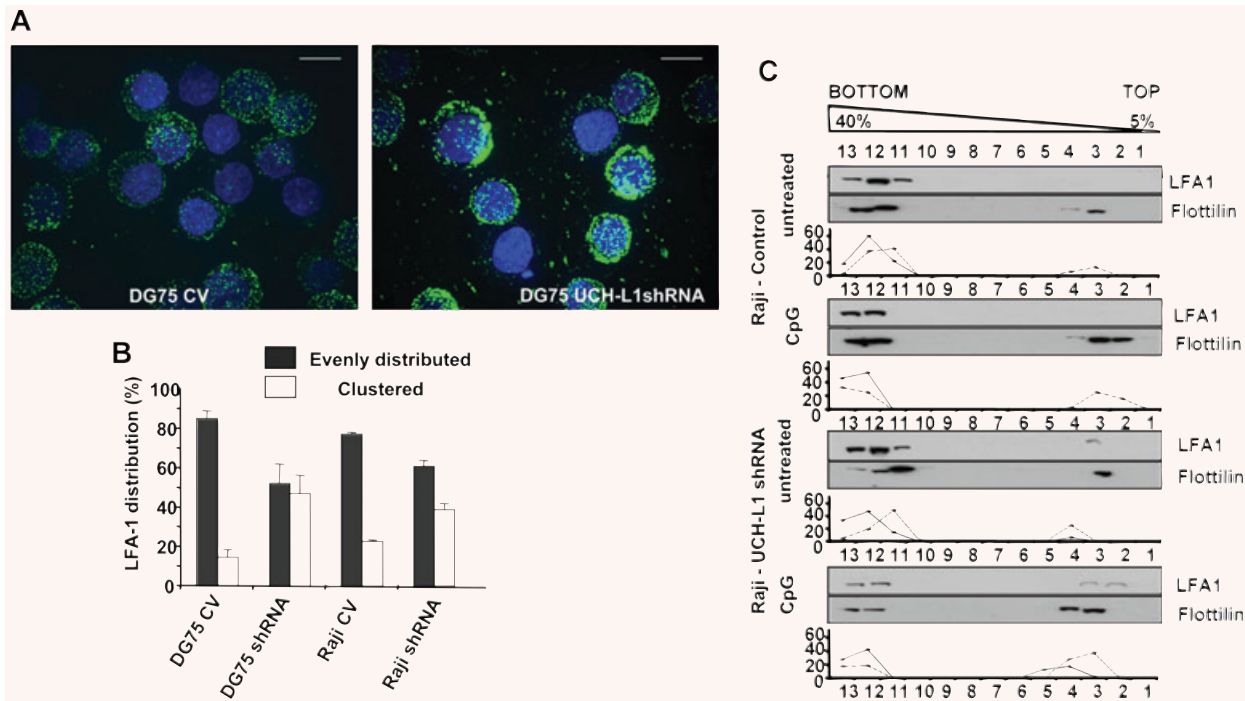 A
DG75 CV
DG75 UCH-L1shRNA
B
Evenly distributed
Clustered
LFA-1 distribution (%)
100
80
60
40
20
0
DG75 CV
DG75 shRNA
Raji CV
Raji shRNA
C
BOTTOM TOP
40% 5%
13 12 11 10 9 8 7 6 5 4 3 1
Raji - Control
untreated
LFA1
Flottilin
60
40
20
0
13 12 11 10 9 8 7 6 5 4 3 2 1
CpG
LFA1
Flottilin
60
40
20
0
13 12 11 10 9 8 7 6 5 4 3 2 1
Raji - UCH-L1 shRNA
untreated
LFA1
Flottilin
60
40
20
0
13 12 11 10 9 8 7 6 5 4 3 2 1
CpG
LFA1
Flottilin
60
40
20
0
13 12 11 10 9 8 7 6 5 4 3 2 1